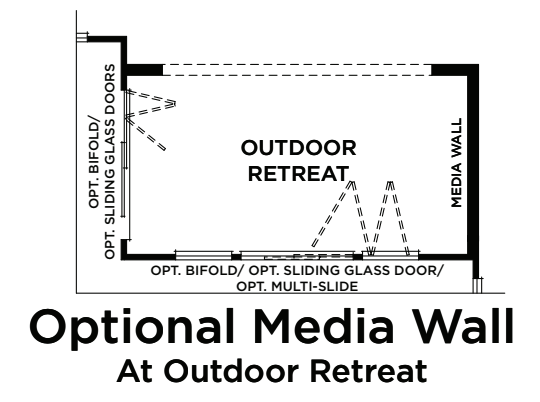 OPT. BIFOLD/
OPT. SLIDING GLASS DOORS
OUTDOOR
RETREAT
MEDIA WALL
OPT. BIFOLD/ OPT. SLIDING GLASS DOOR/
OPT. MULTI-SLIDE
Optional Media Wall
At Outdoor Retreat